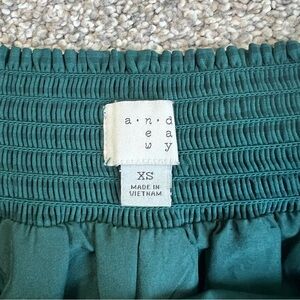 a · n · d
n e w d a y
XS
MADE IN
VIETNAM